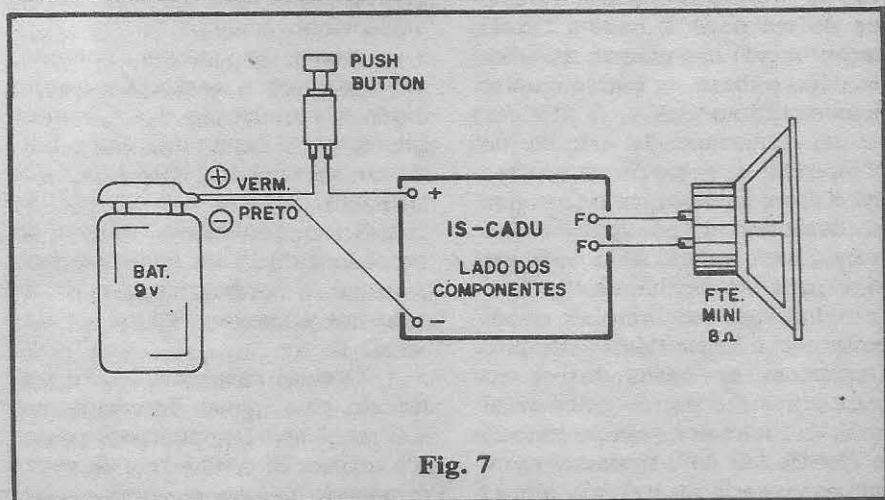 PUSH
BUTTON
⊕ VERM.
⊖ PRETO
BAT.
9v
+
IS-CADU
LADO DOS
COMPONENTES
-
F
F
FTE.
MINI
8Ω
Fig. 7